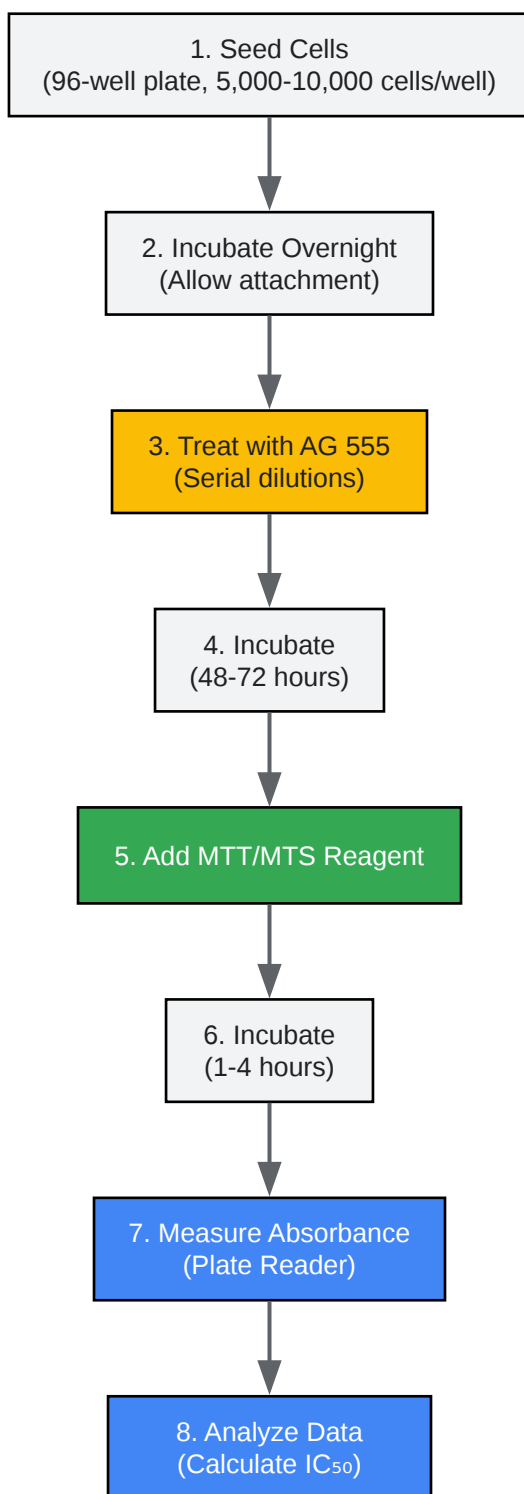 1. Seed Cells
(96-well plate, 5,000-10,000 cells/well)
2. Incubate Overnight
(Allow attachment)
3. Treat with AG 555
(Serial dilutions)
4. Incubate
(48-72 hours)
5. Add MTT/MTS Reagent
6. Incubate
(1-4 hours)
7. Measure Absorbance
(Plate Reader)
8. Analyze Data
(Calculate IC₅₀)